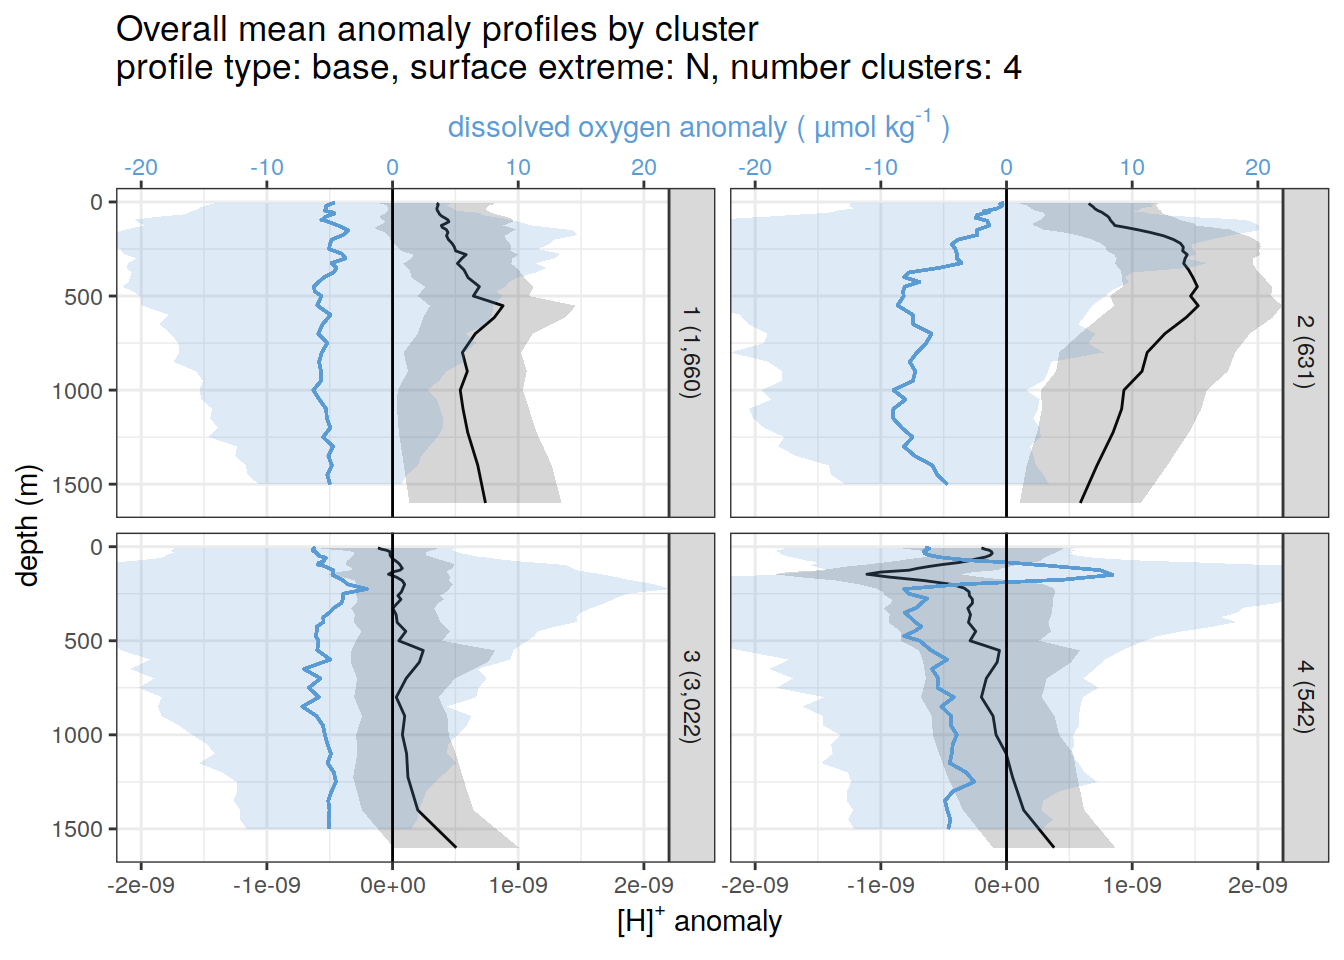 Overall mean anomaly profiles by cluster
profile type: base, surface extreme: N, number clusters: 4
dissolved oxygen anomaly ( µmol kg⁻¹ )
-20 -10 0 10 20 -20 -10 0 10 20
0
500
1000
1500
1 (1,660)
2 (631)
0
500
1000
1500
3 (3,022)
4 (542)
depth (m)
-2e-09 -1e-09 0e+00 1e-09 2e-09 -2e-09 -1e-09 0e+00 1e-09 2e-09
[H]⁺ anomaly